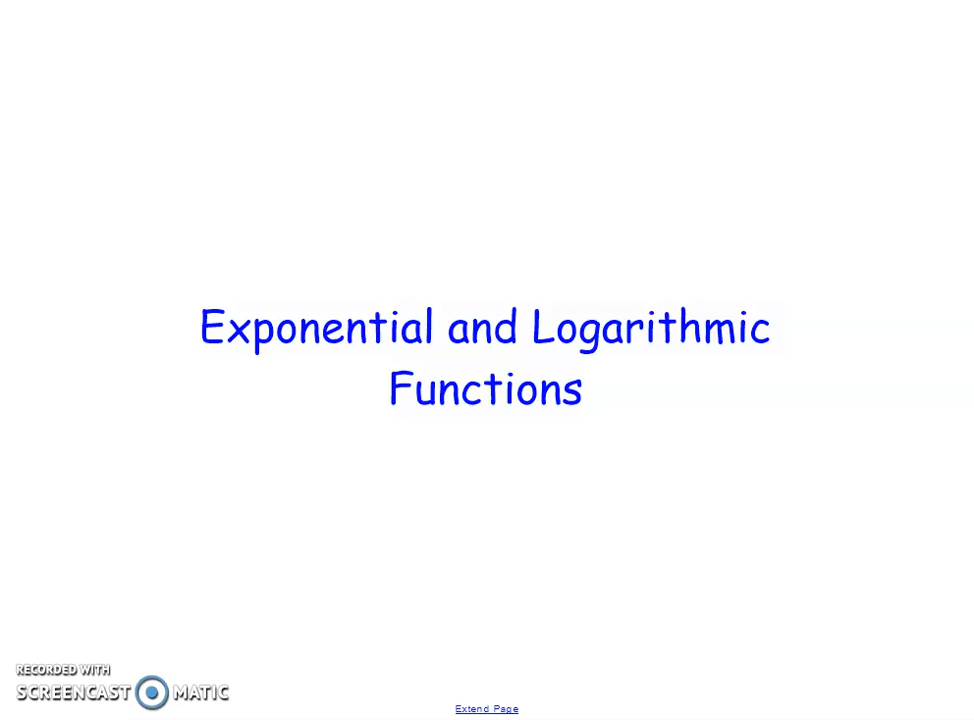 Exponential and Logarithmic
Functions
RECORDED WITH
SCREENCAST MATIC
Extend Page